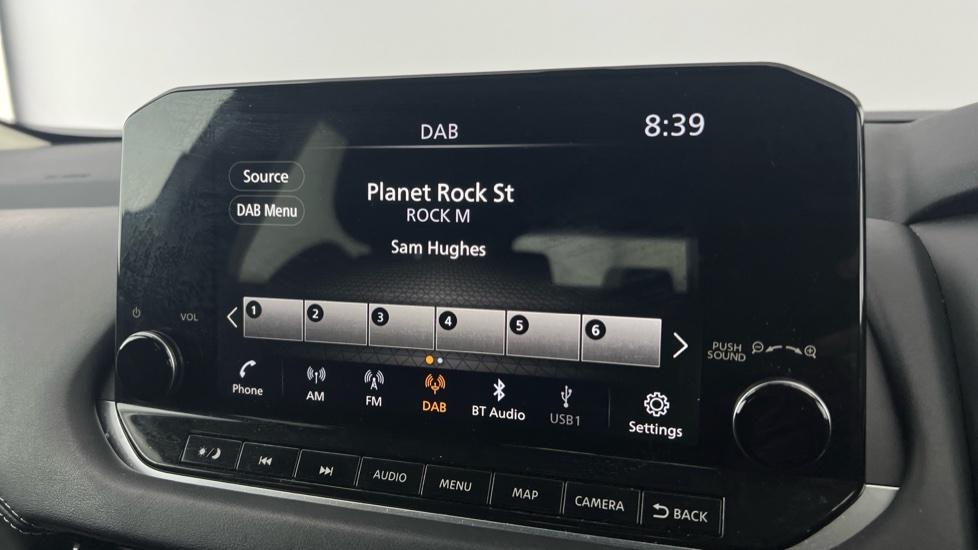 DAB
8:39
Source
DAB Menu
Planet Rock St
ROCK M
Sam Hughes
1 2 3 4 5 6
VOL
PUSH
SOUND
Phone
AM
FM
DAB
BT Audio
USB1
Settings
AUDIO
MENU
MAP
CAMERA
BACK